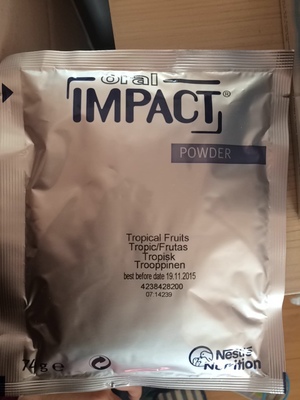 oral
IMPACT®
POWDER
Tropical Fruits
Tropic/Frutas
Tropisk
Trooppinen
best before date 19.11.2015
4238428200
07 14239
74g e
Nestlé
Nutrition